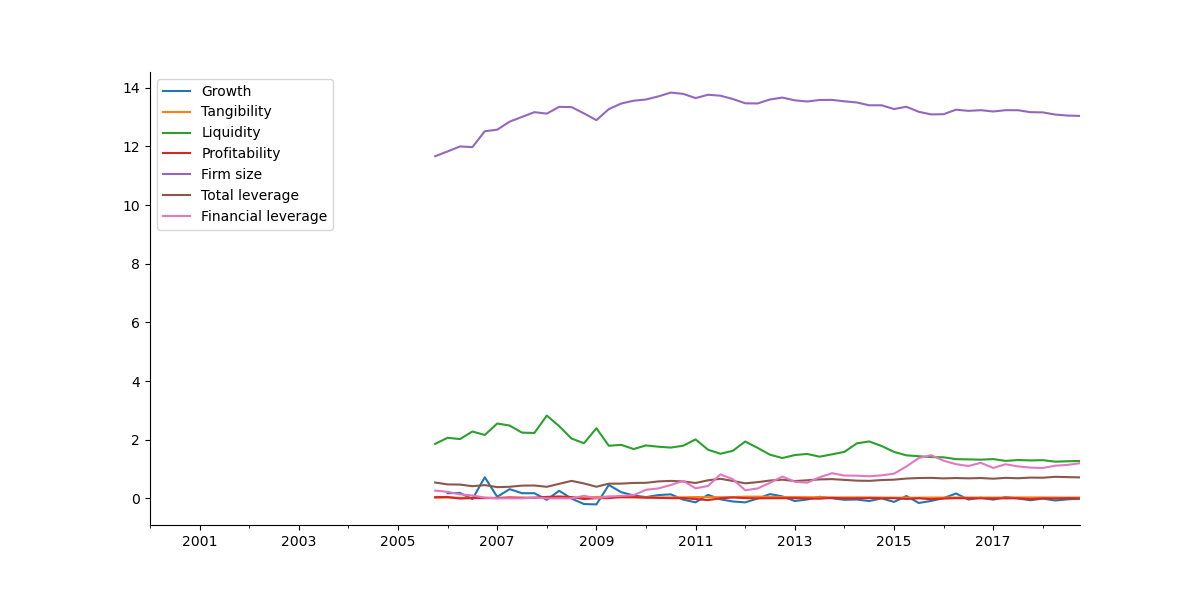 14
12
10
8
6
4
2
0
Growth
Tangibility
Liquidity
Profitability
Firm size
Total leverage
Financial leverage
2001 2003 2005 2007 2009 2011 2013 2015 2017